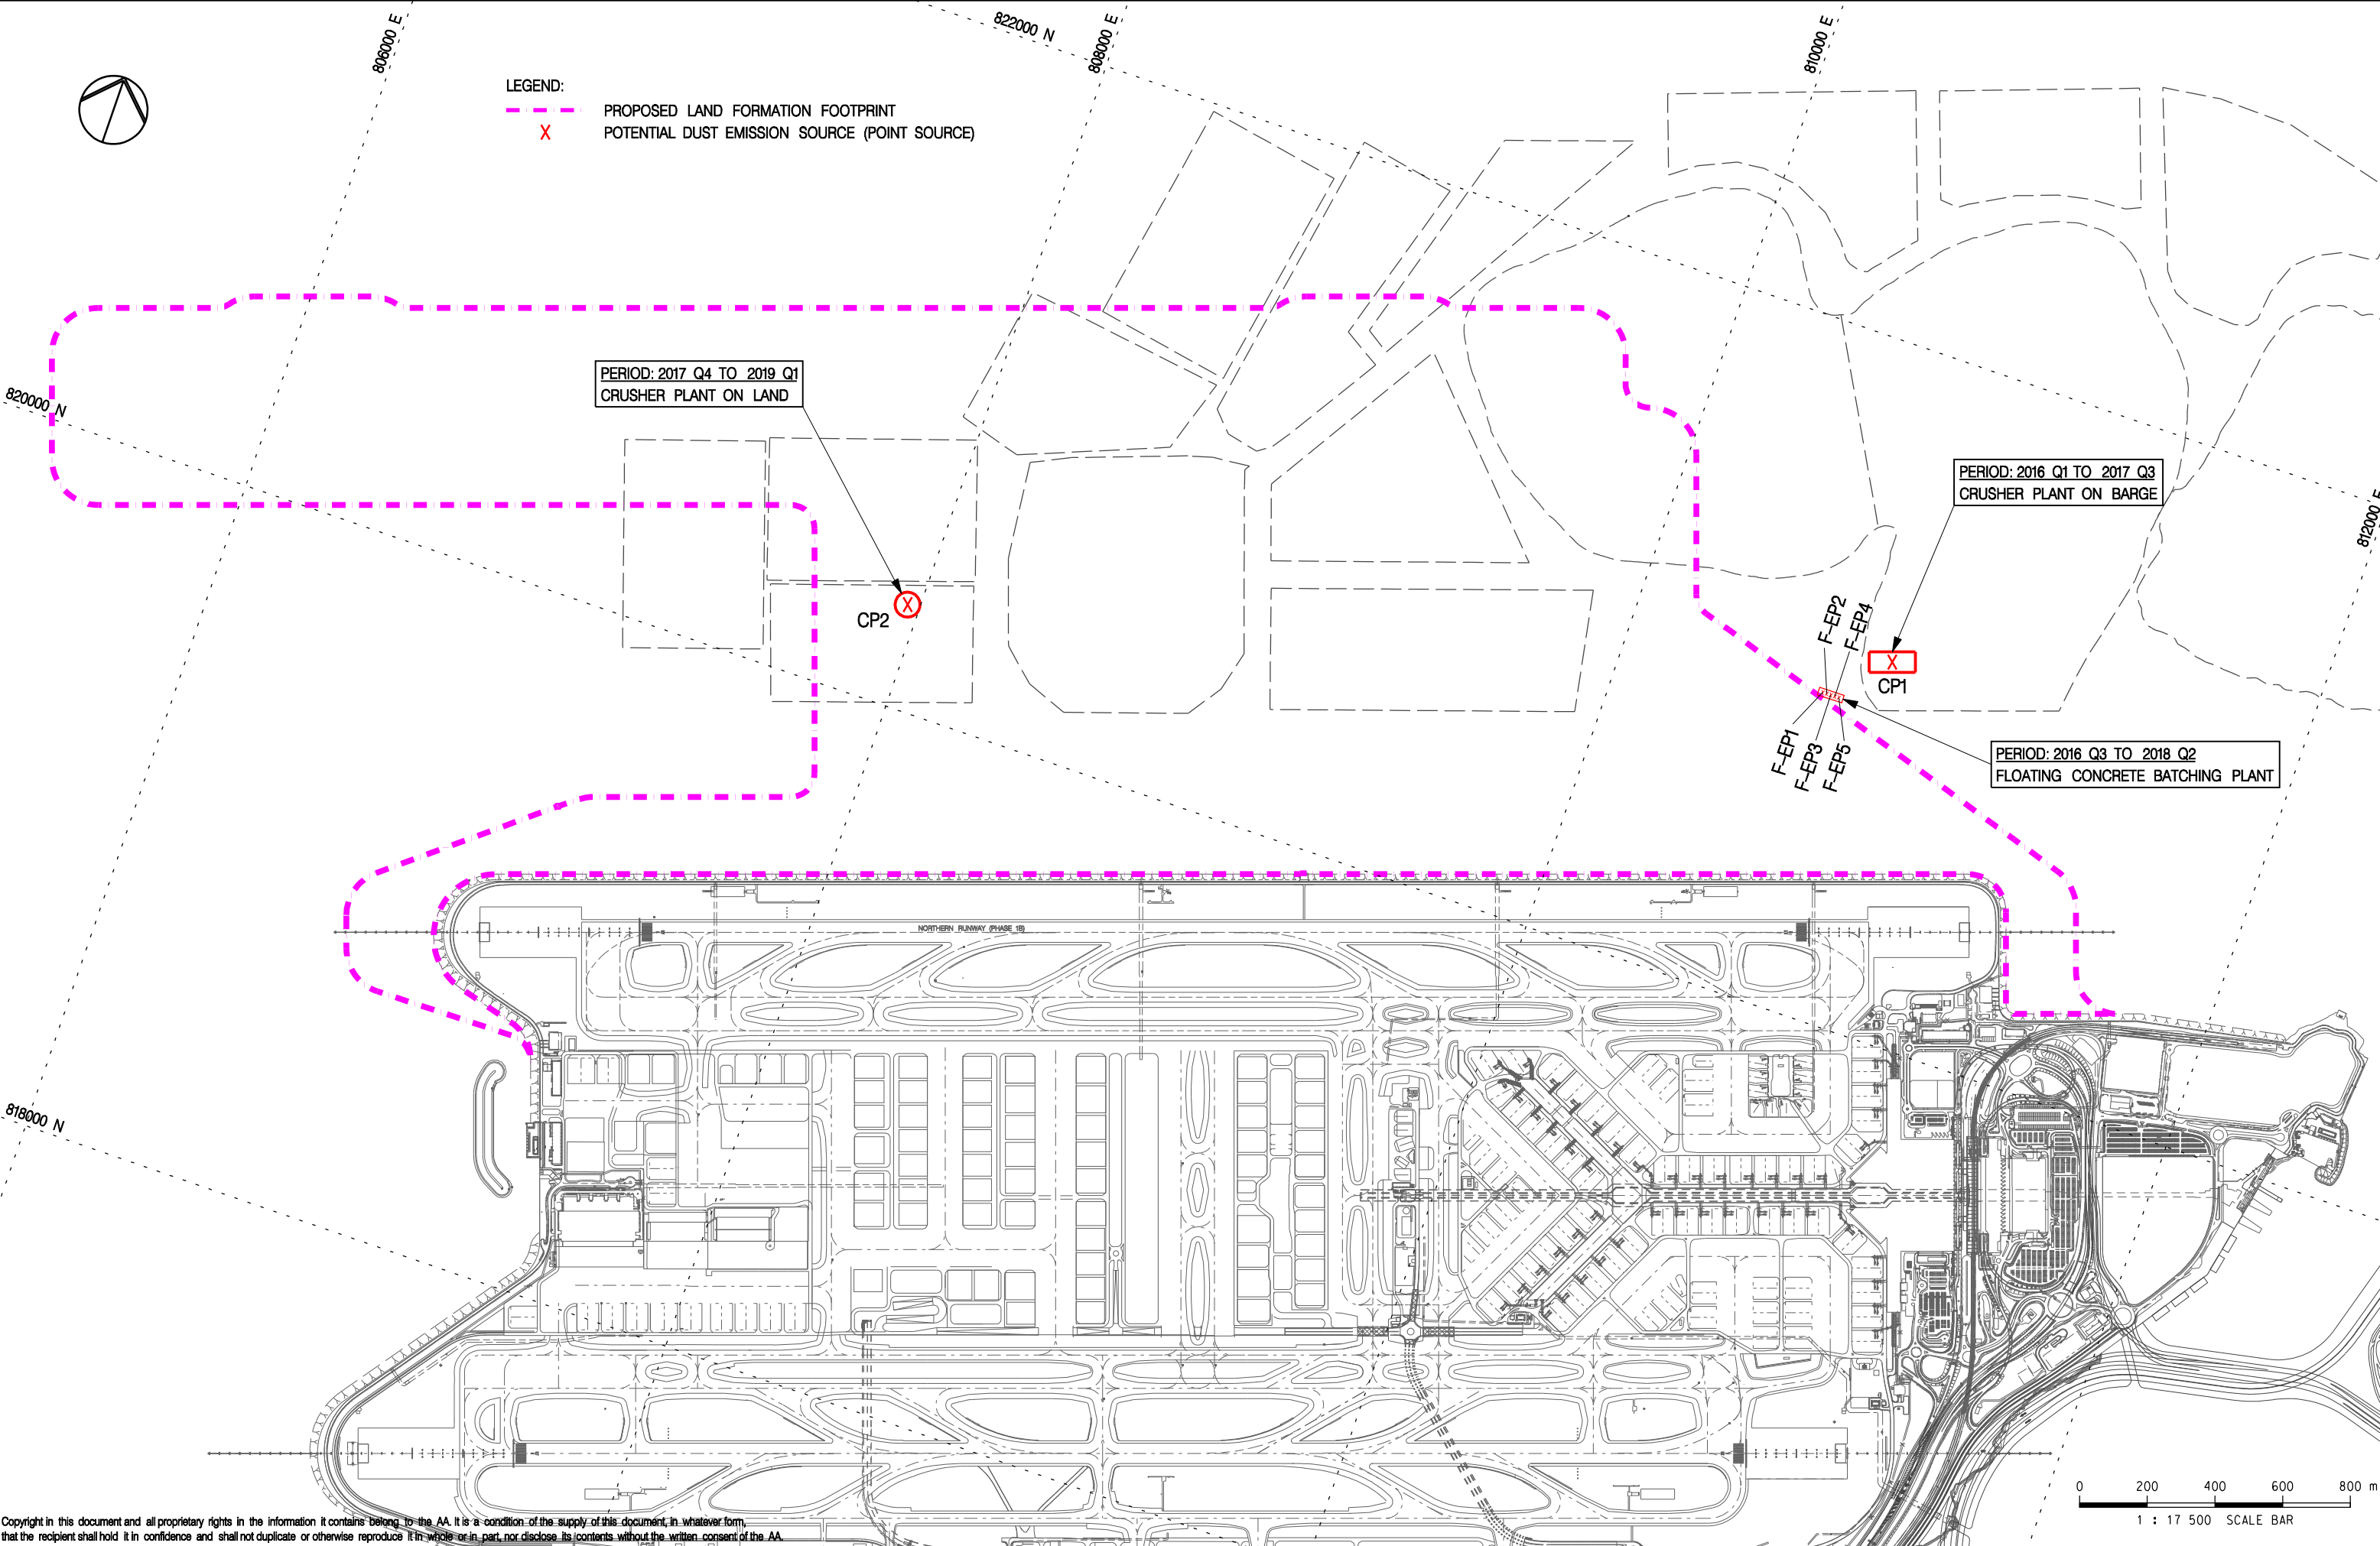 822000 N
806000 E
808000 E
810000 E
LEGEND:
PROPOSED LAND FORMATION FOOTPRINT
X POTENTIAL DUST EMISSION SOURCE (POINT SOURCE)
PERIOD: 2017 Q4 TO 2019 Q1
CRUSHER PLANT ON LAND
820000 N
PERIOD: 2016 Q1 TO 2017 Q3
CRUSHER PLANT ON BARGE
812000 E
X
CP2
F-EP2
F-EP4
X
CP1
F-EP1
F-EP3
F-EP5
PERIOD: 2016 Q3 TO 2018 Q2
FLOATING CONCRETE BATCHING PLANT
NORTHERN RUNWAY (PHASE 1B)
818000 N
0 200 400 600 800 m
1 : 17 500 SCALE BAR
Copyright in this document and all proprietary rights in the information it contains belong to the AA. It is a condition of the supply of this document, in whatever form,
that the recipient shall hold it in confidence and shall not duplicate or otherwise reproduce it in whole or in part, nor disclose its contents without the written consent of the AA.